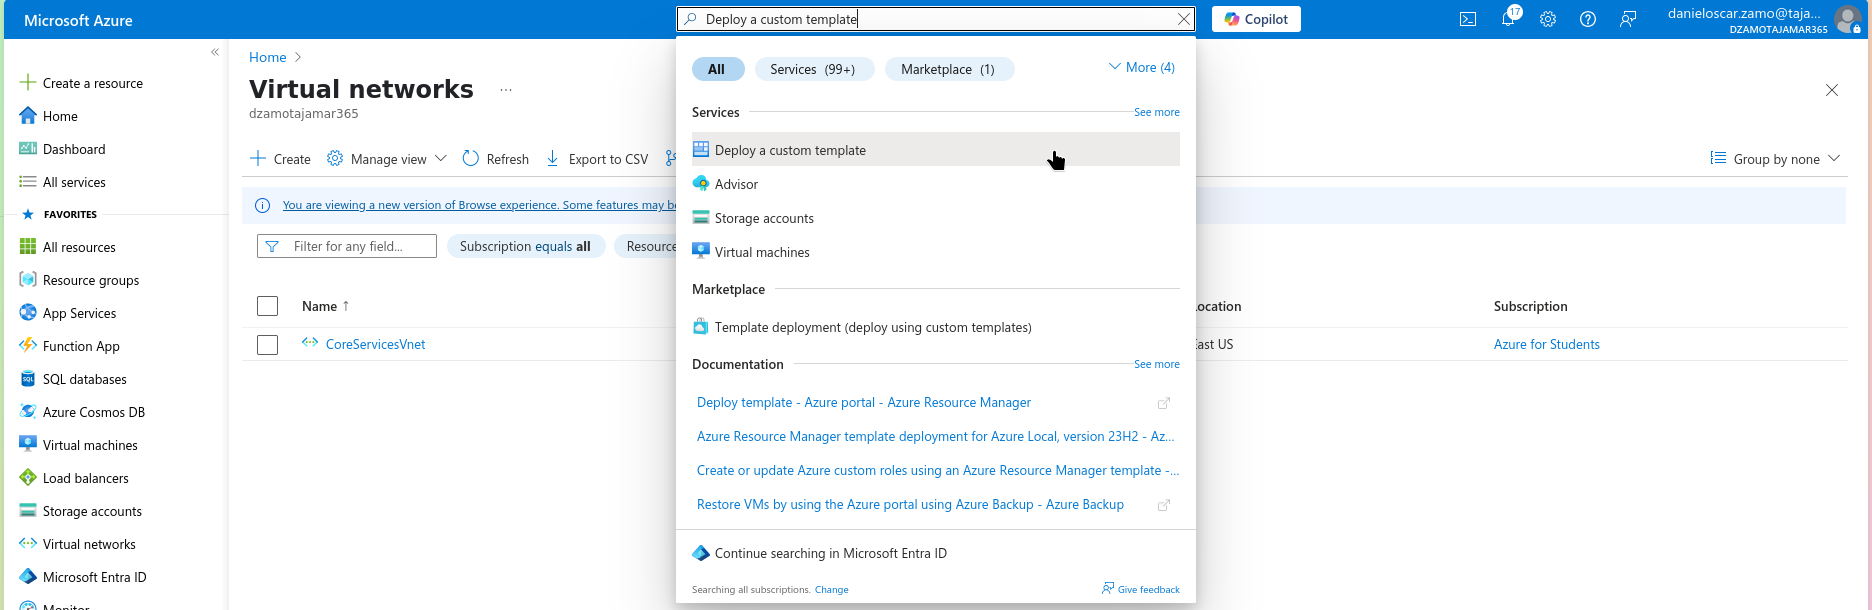 Microsoft Azure
Deploy a custom template
Copilot
17
danieloscar.zamo@taja...
DZAMOTAJAMAR365
Create a resource
Home
Dashboard
All services
FAVORITES
All resources
Resource groups
App Services
Function App
SQL databases
Azure Cosmos DB
Virtual machines
Load balancers
Storage accounts
Virtual networks
Microsoft Entra ID
Monitor
Home
Virtual networks ...
dzamotajamar365
Create
Manage view
Refresh
Export to CSV
Group by none
You are viewing a new version of Browse experience. Some features may
Filter for any field...
Subscription equals all
Resource
Name ↑
Subscription
CoreServicesVnet
East US
Azure for Students
All
Services (99+)
Marketplace (1)
More (4)
Services
See more
Deploy a custom template
Advisor
Storage accounts
Virtual machines
Marketplace
Template deployment (deploy using custom templates)
Documentation
See more
Deploy template - Azure portal - Azure Resource Manager
Azure Resource Manager template deployment for Azure Local, version 23H2 - Az...
Create or update Azure custom roles using an Azure Resource Manager template -...
Restore VMs by using the Azure portal using Azure Backup - Azure Backup
Continue searching in Microsoft Entra ID
Searching all subscriptions. Change
Give feedback